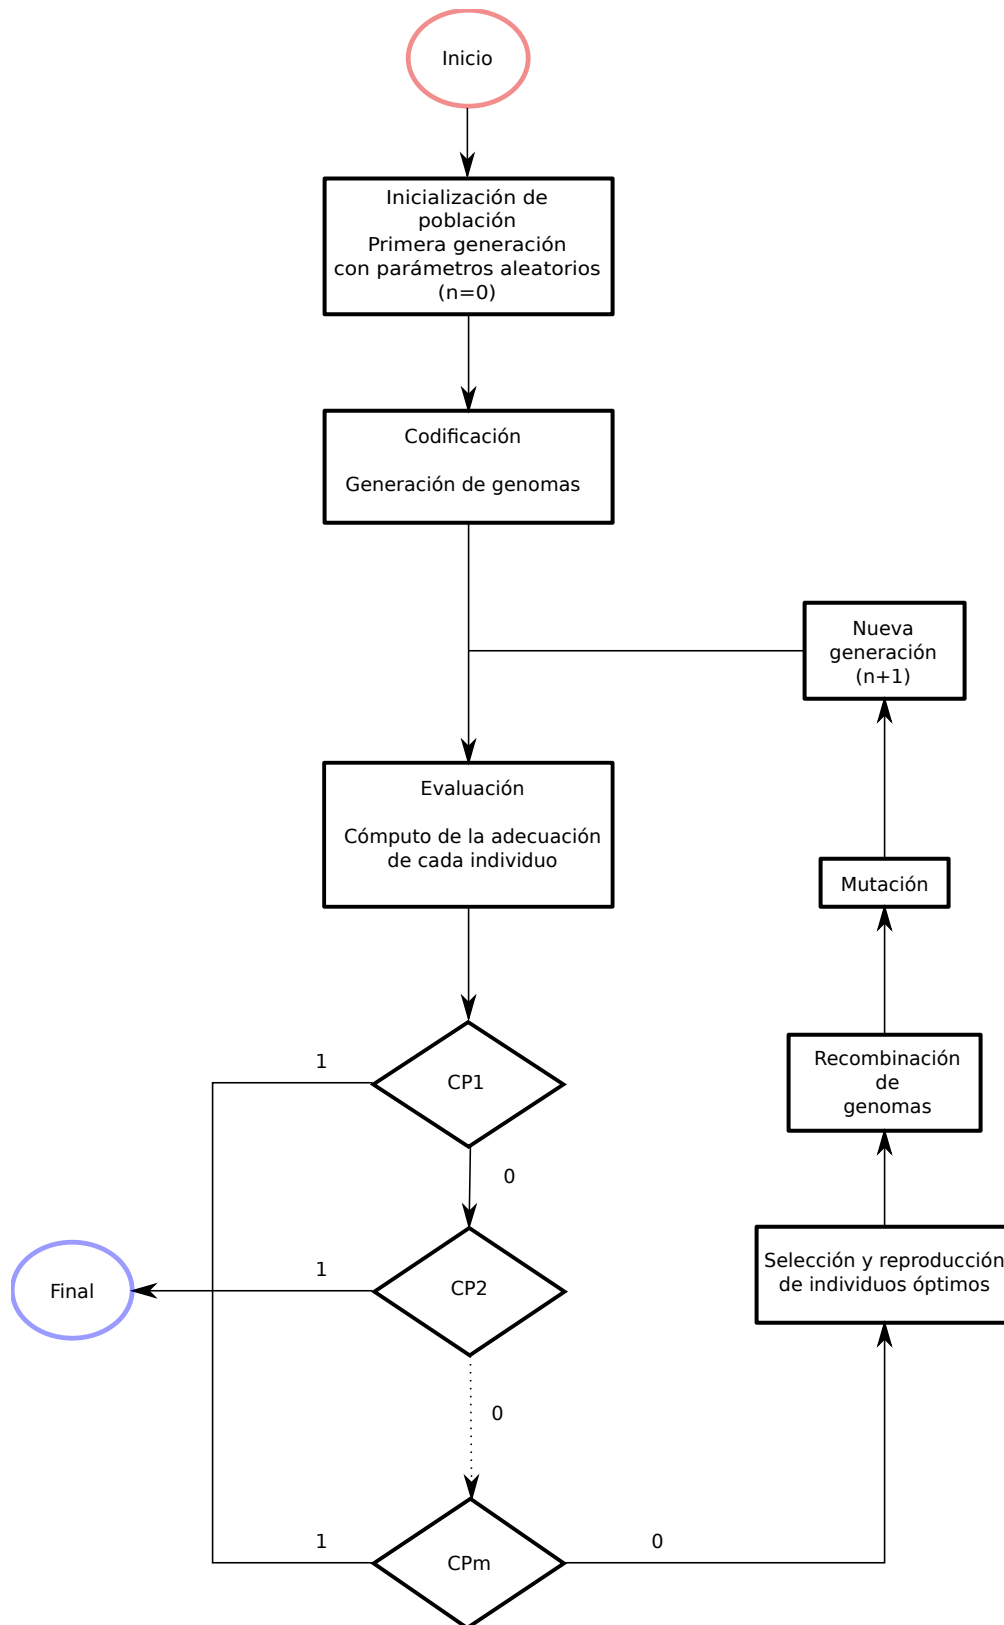 Inicio
Inicialización de
población
Primera generación
con parámetros aleatorios
(n=0)
Codificación
Generación de genomas
Nueva
generación
(n+1)
Evaluación
Cómputo de la adecuación
de cada individuo
Mutación
CP1
1
0
Recombinación
de
genomas
Selección y reproducción
de individuos óptimos
Final
1
CP2
0
1
CPm
0